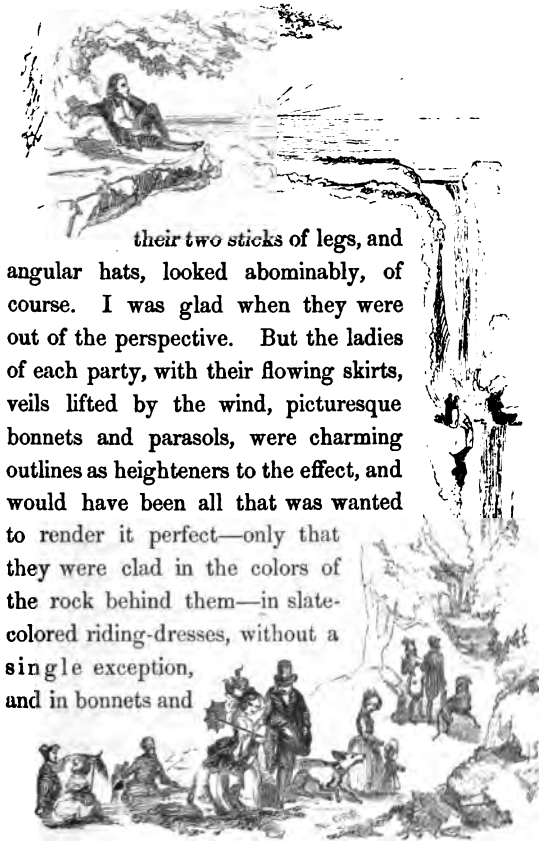 their two sticks of legs, and
angular hats, looked abominably, of
course. I was glad when they were
out of the perspective. But the ladies
of each party, with their flowing skirts,
veils lifted by the wind, picturesque
bonnets and parasols, were charming
outlines as heighteners to the effect, and
would have been all that was wanted
to render it perfect—only that
they were clad in the colors of
the rock behind them—in slate-
colored riding-dresses, without a
single exception,
and in bonnets and